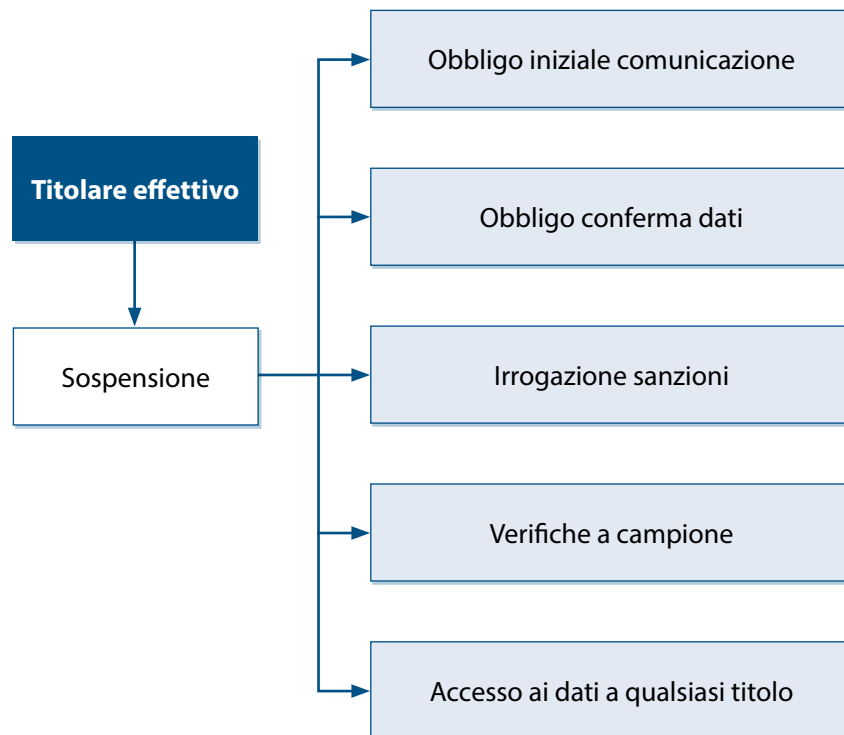 Titolare effettivo
Sospensione
Obbligo iniziale comunicazione
Obbligo conferma dati
Irrogazione sanzioni
Verifiche a campione
Accesso ai dati a qualsiasi titolo